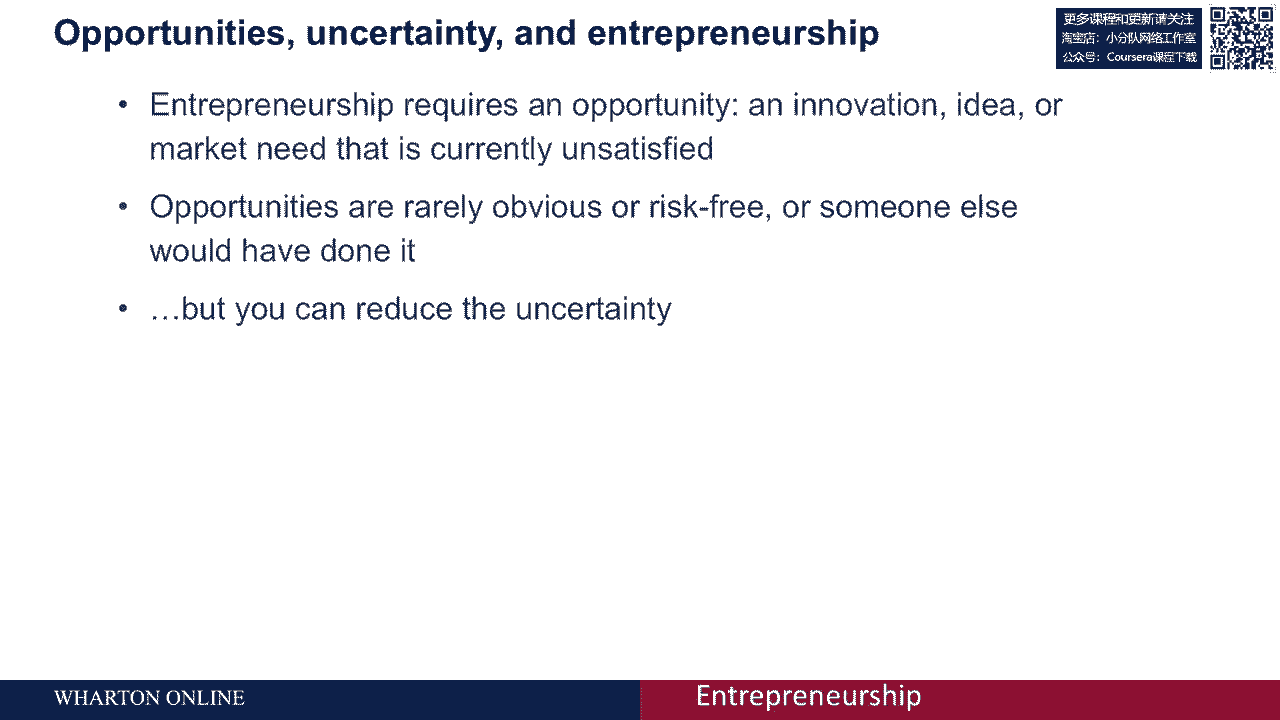 Opportunities, uncertainty, and entrepreneurship
更多课程和更新请关注
淘宝店：小分队网络工作室
公众号：Coursera课程下载
• Entrepreneurship requires an opportunity: an innovation, idea, or
market need that is currently unsatisfied
• Opportunities are rarely obvious or risk-free, or someone else
would have done it
• …but you can reduce the uncertainty
WHARTON ONLINE
Entrepreneurship